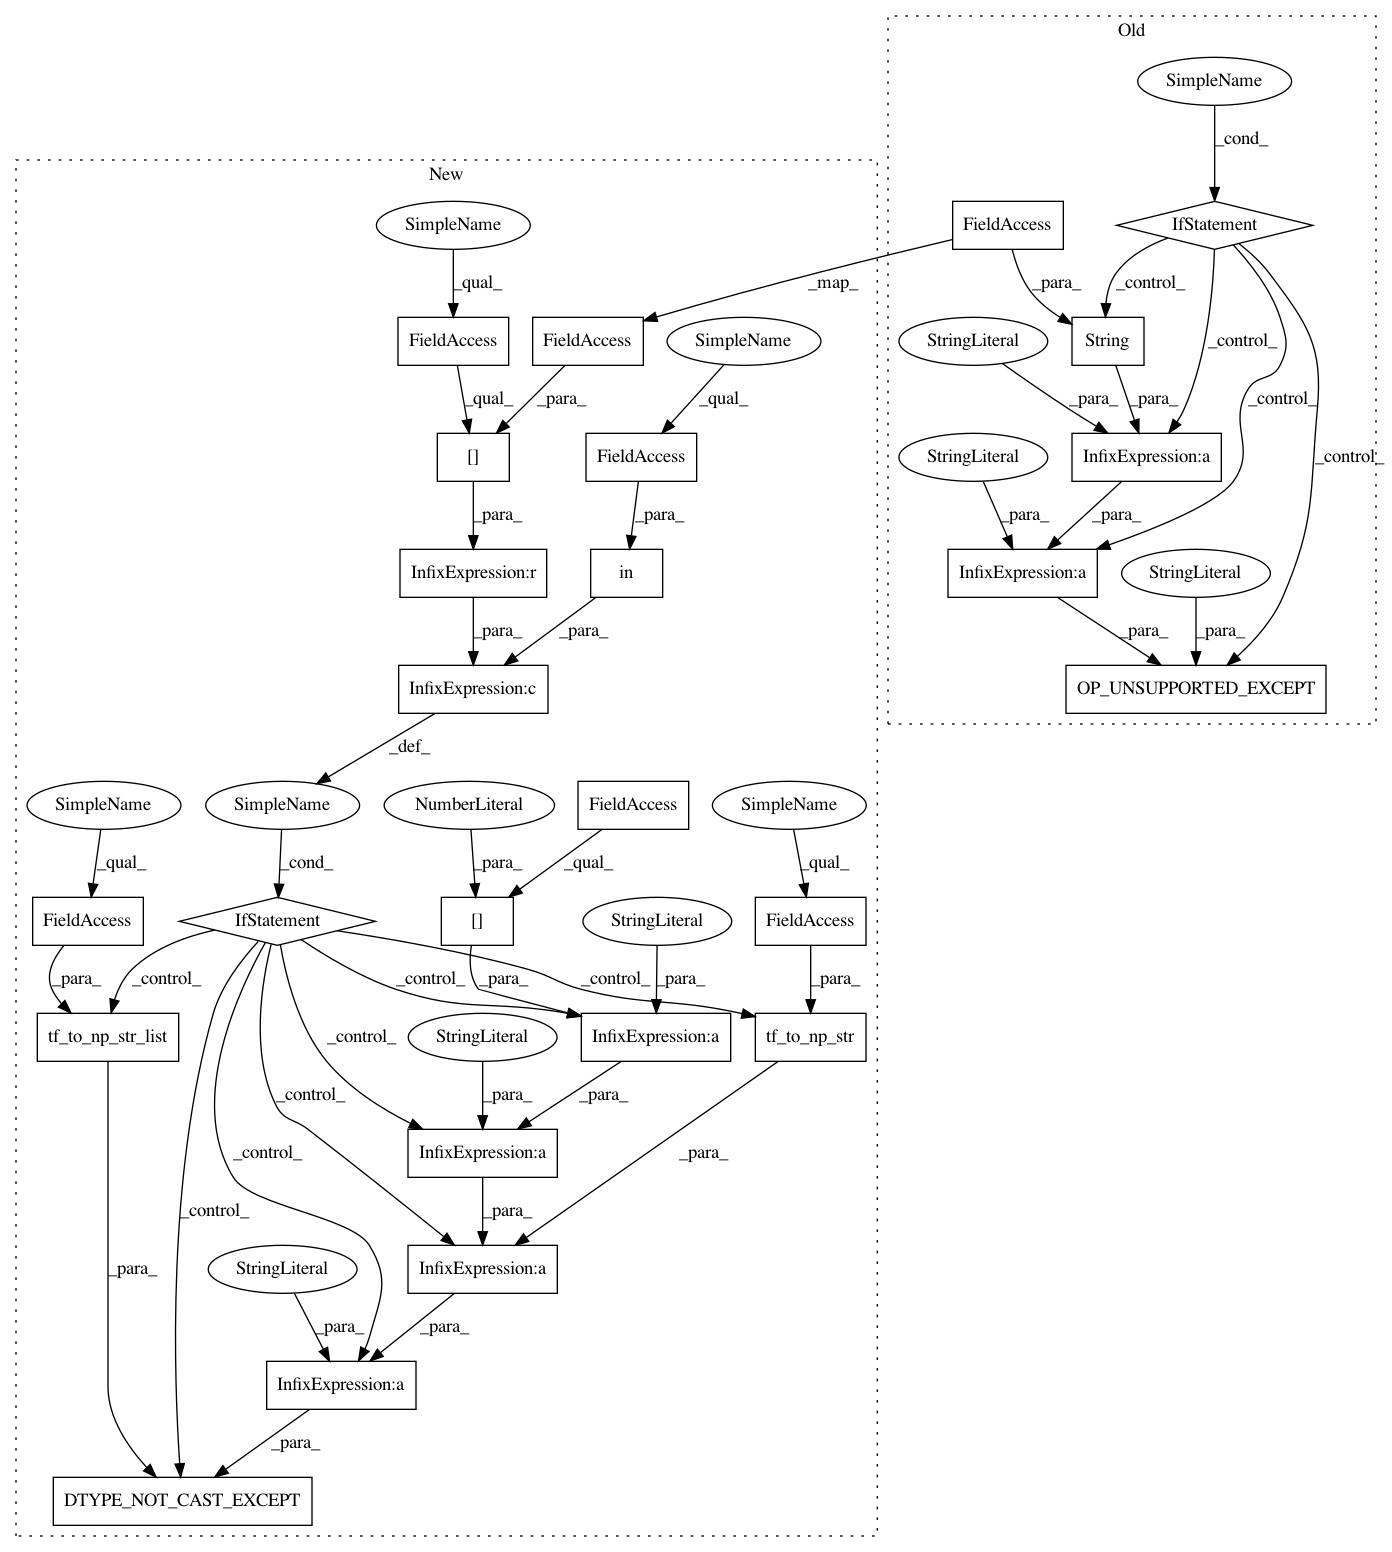 Old
SimpleName
_cond_
New
SimpleName
FieldAccess
IfStatement
_qual_
_map_
_para_
_control_
FieldAccess
FieldAccess
SimpleName
StringLiteral
String
_control_
_qual_
_para_
_qual_
_para_
_para_
_control_
[]
FieldAccess
StringLiteral
InfixExpression:a
_control_
_para_
_para_
_para_
_para_
InfixExpression:r
in
InfixExpression:a
StringLiteral
_para_
_para_
_para_
_para_
InfixExpression:c
OP_UNSUPPORTED_EXCEPT
_def_
SimpleName
SimpleName
NumberLiteral
FieldAccess
SimpleName
_qual_
_cond_
_para_
_qual_
_qual_
FieldAccess
IfStatement
[]
StringLiteral
FieldAccess
_para_
_control_
_control_
_para_
_para_
_control_
_para_
tf_to_np_str_list
StringLiteral
InfixExpression:a
tf_to_np_str
_control_
_control_
_para_
_para_
InfixExpression:a
_control_
_para_
_control_
_para_
StringLiteral
InfixExpression:a
_para_
_para_
_para_
InfixExpression:a
_para_
DTYPE_NOT_CAST_EXCEPT